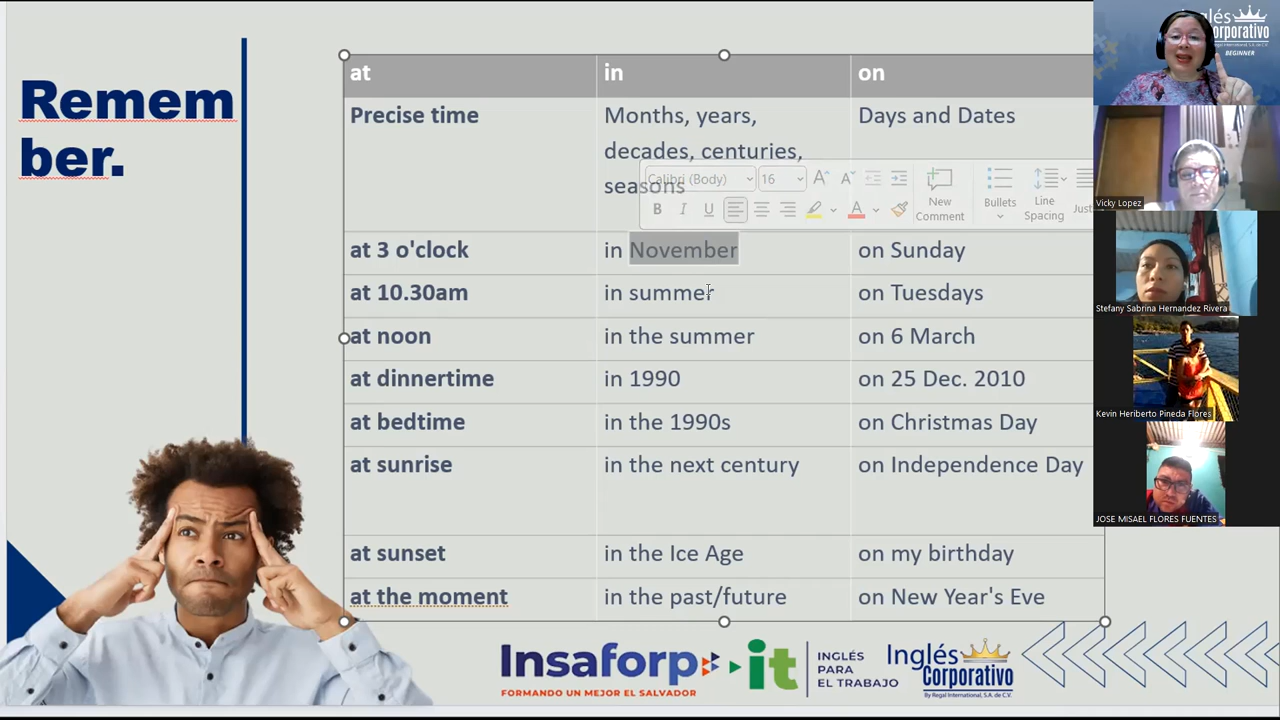 Remem
ber.
at in on
Precise time Months, years, decades, centuries, seasons Days and Dates
at 3 o'clock in November on Sunday
at 10.30am in summer on Tuesdays
at noon in the summer on 6 March
at dinnertime in 1990 on 25 Dec. 2010
at bedtime in the 1990s on Christmas Day
at sunrise in the next century on Independence Day
at sunset in the Ice Age on my birthday
at the moment in the past/future on New Year's Eve
Calibri (Body) 16
New Comment
Bullets
Line Spacing
B I U A
Insaforp
FORMANDO UN MEJOR EL SALVADOR
it
INGLÉS
PARA
EL TRABAJO
Inglés
Corporativo
By Regal International, S.A. de C.V.
glés
orporativo
BEGINNER
Vicky Lopez
Stefany Sabrina Hernandez Rivera
Kevin Heriberto Pineda Flores
JOSE MISAEL FLORES FUENTES